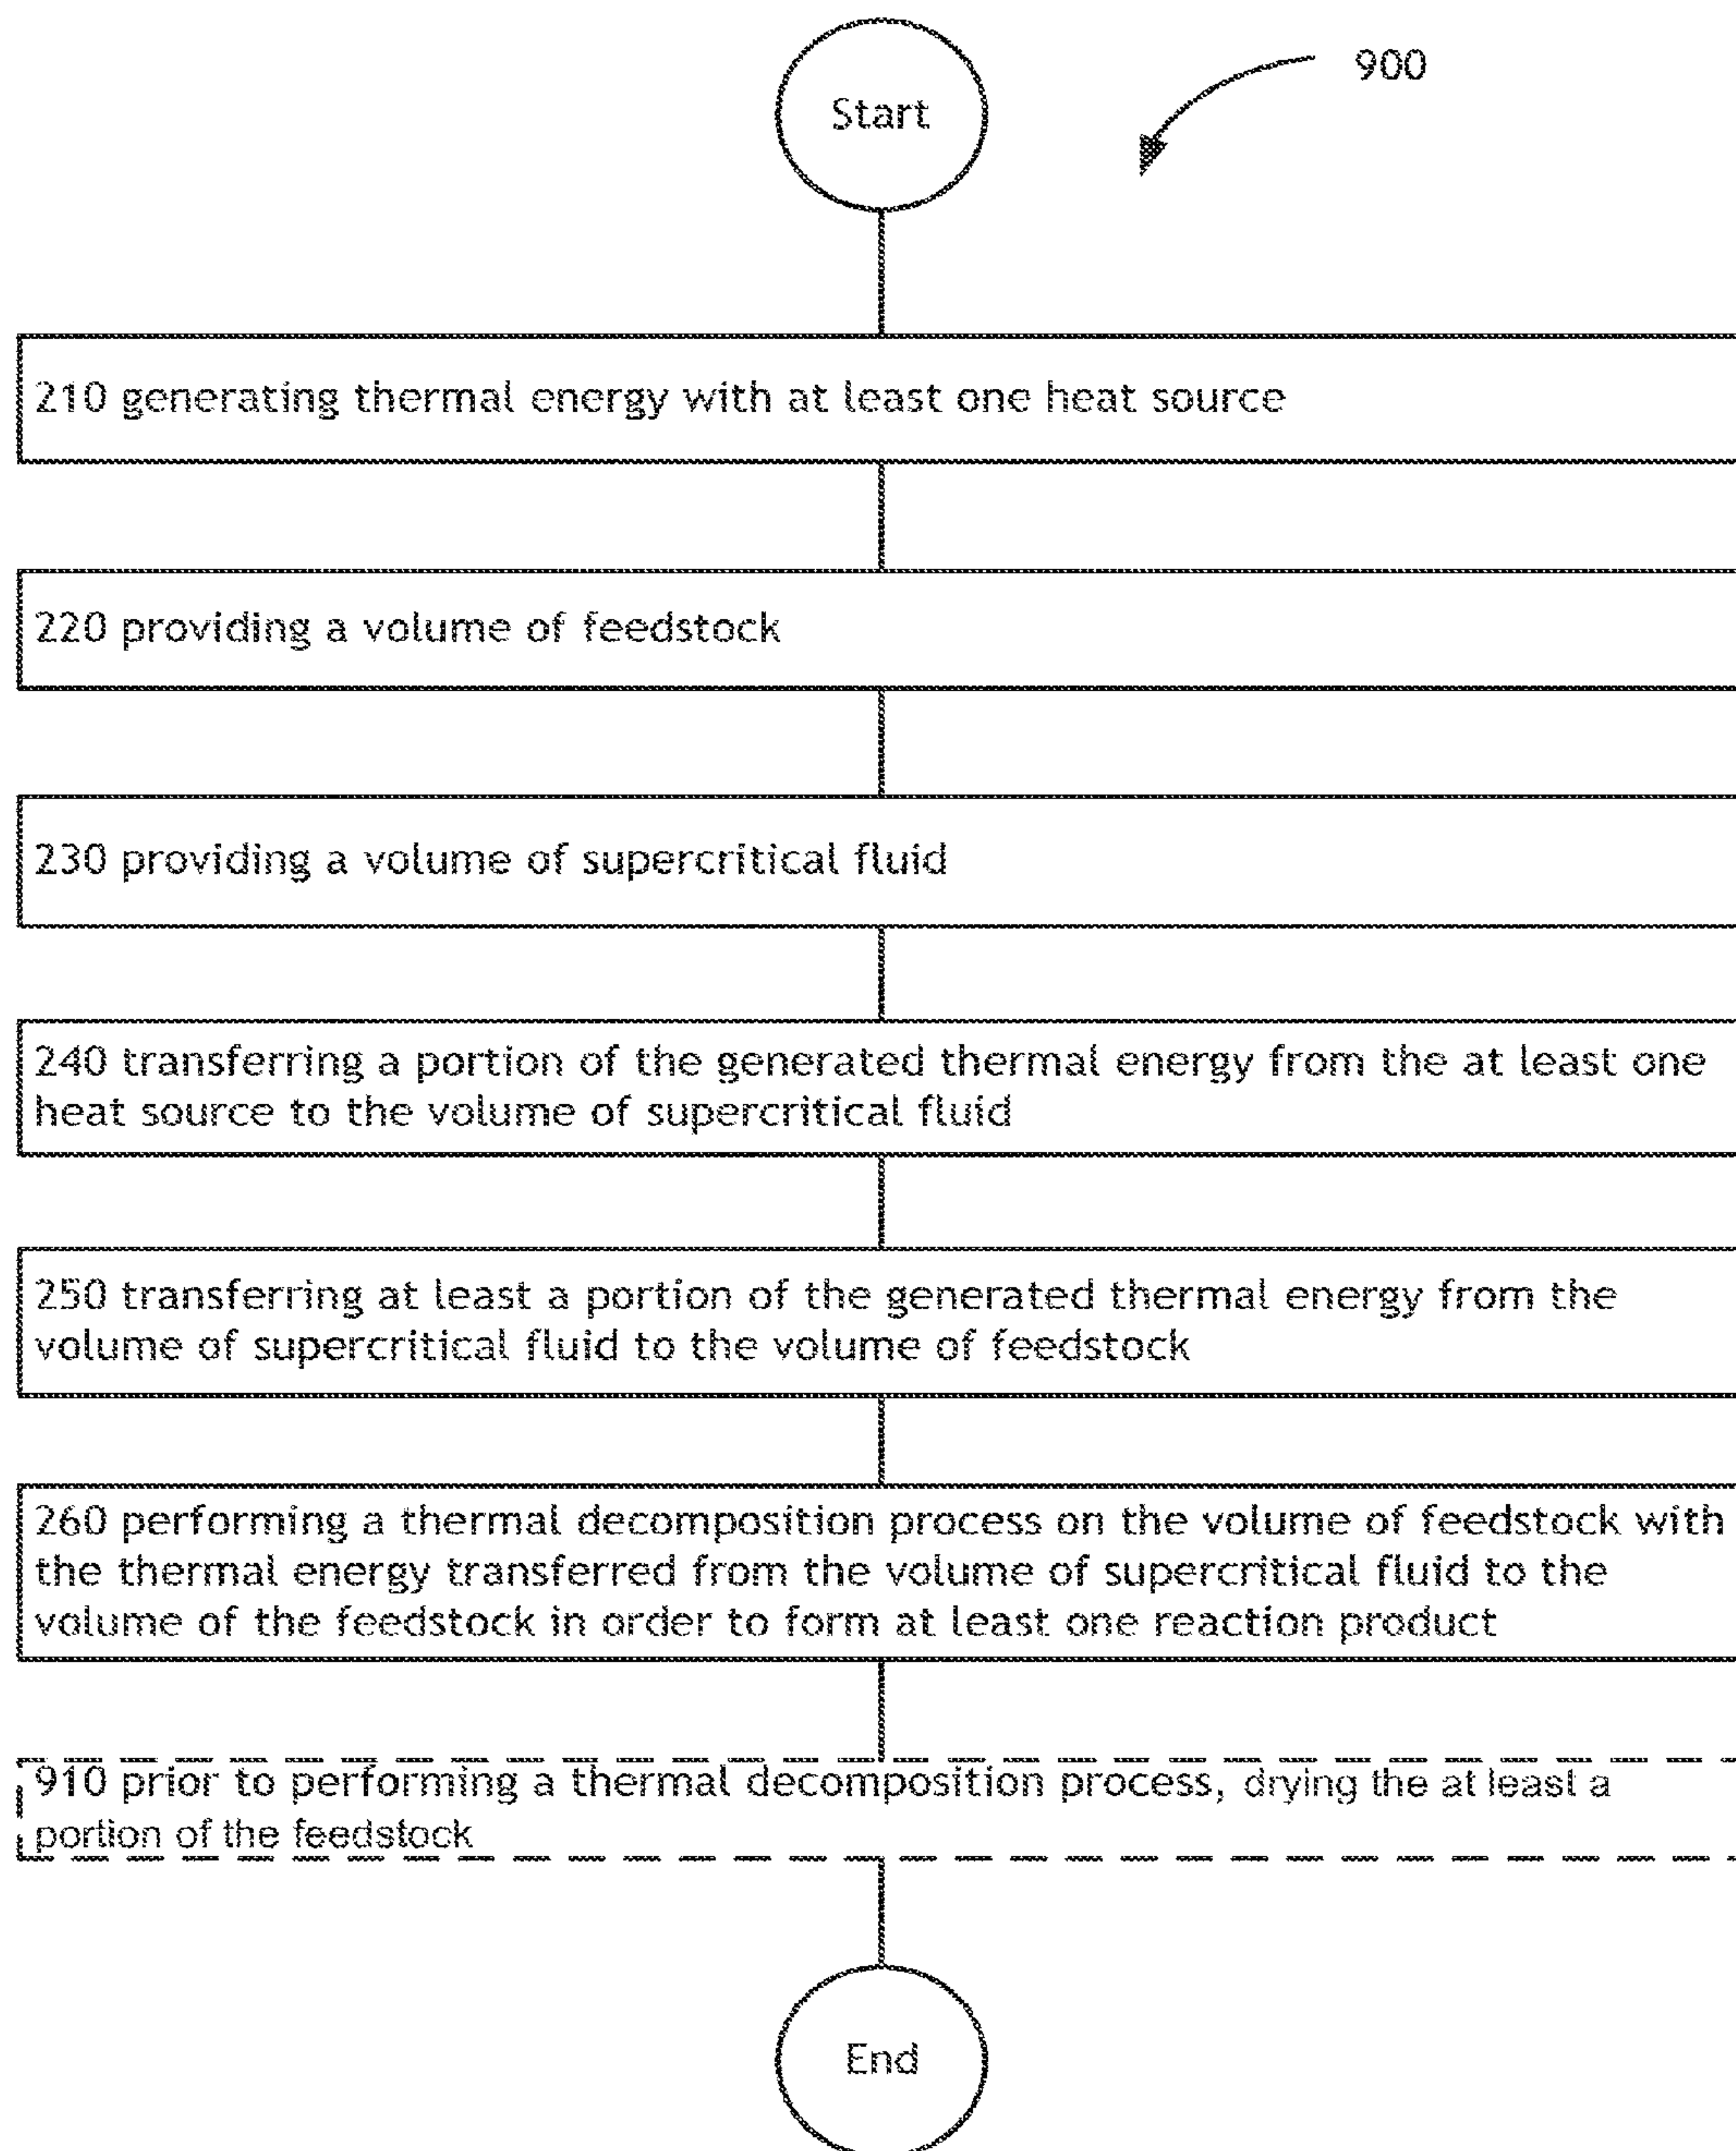 Start
900
210 generating thermal energy with at least one heat source
220 providing a volume of feedstock
230 providing a volume of supercritical fluid
240 transferring a portion of the generated thermal energy from the at least one
heat source to the volume of supercritical fluid
250 transferring at least a portion of the generated thermal energy from the
volume of supercritical fluid to the volume of feedstock
260 performing a thermal decomposition process on the volume of feedstock with
the thermal energy transferred from the volume of supercritical fluid to the
volume of the feedstock in order to form at least one reaction product
910 prior to performing a thermal decomposition process, drying the at least a
portion of the feedstock
End